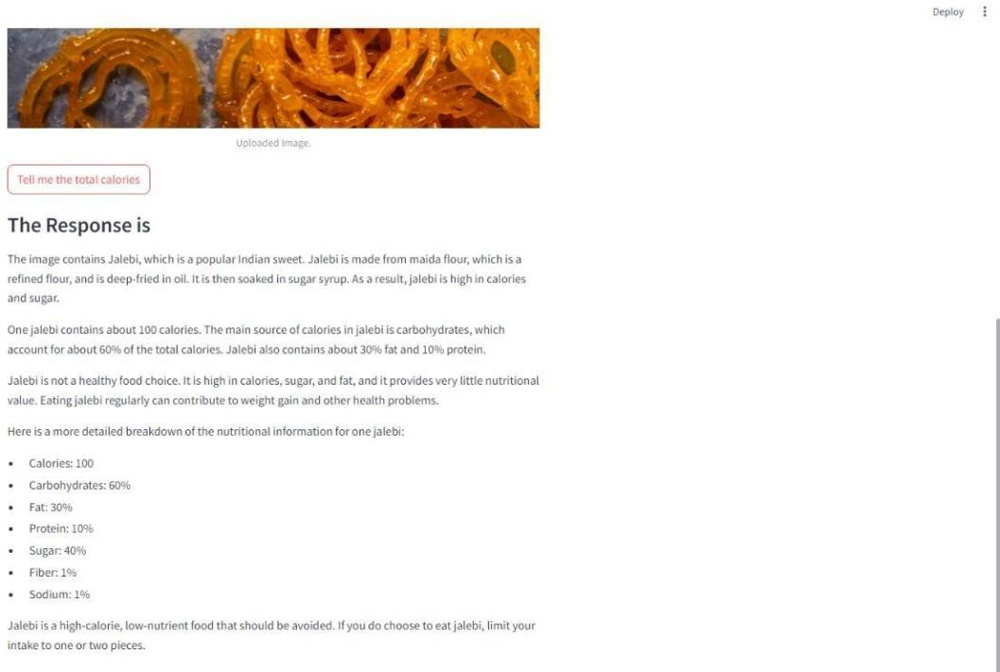 Deploy
Uploaded Image.
Tell me the total calories
The Response is
The image contains Jalebi, which is a popular Indian sweet. Jalebi is made from maida flour, which is a
refined flour, and is deep-fried in oil. It is then soaked in sugar syrup. As a result, jalebi is high in calories
and sugar.
One jalebi contains about 100 calories. The main source of calories in jalebi is carbohydrates, which
account for about 60% of the total calories. Jalebi also contains about 30% fat and 10% protein.
Jalebi is not a healthy food choice. It is high in calories, sugar, and fat, and it provides very little nutritional
value. Eating jalebi regularly can contribute to weight gain and other health problems.
Here is a more detailed breakdown of the nutritional information for one jalebi:
• Calories: 100
• Carbohydrates: 60%
• Fat: 30%
• Protein: 10%
• Sugar: 40%
• Fiber: 1%
• Sodium: 1%
Jalebi is a high-calorie, low-nutrient food that should be avoided. If you do choose to eat jalebi, limit your
intake to one or two pieces.